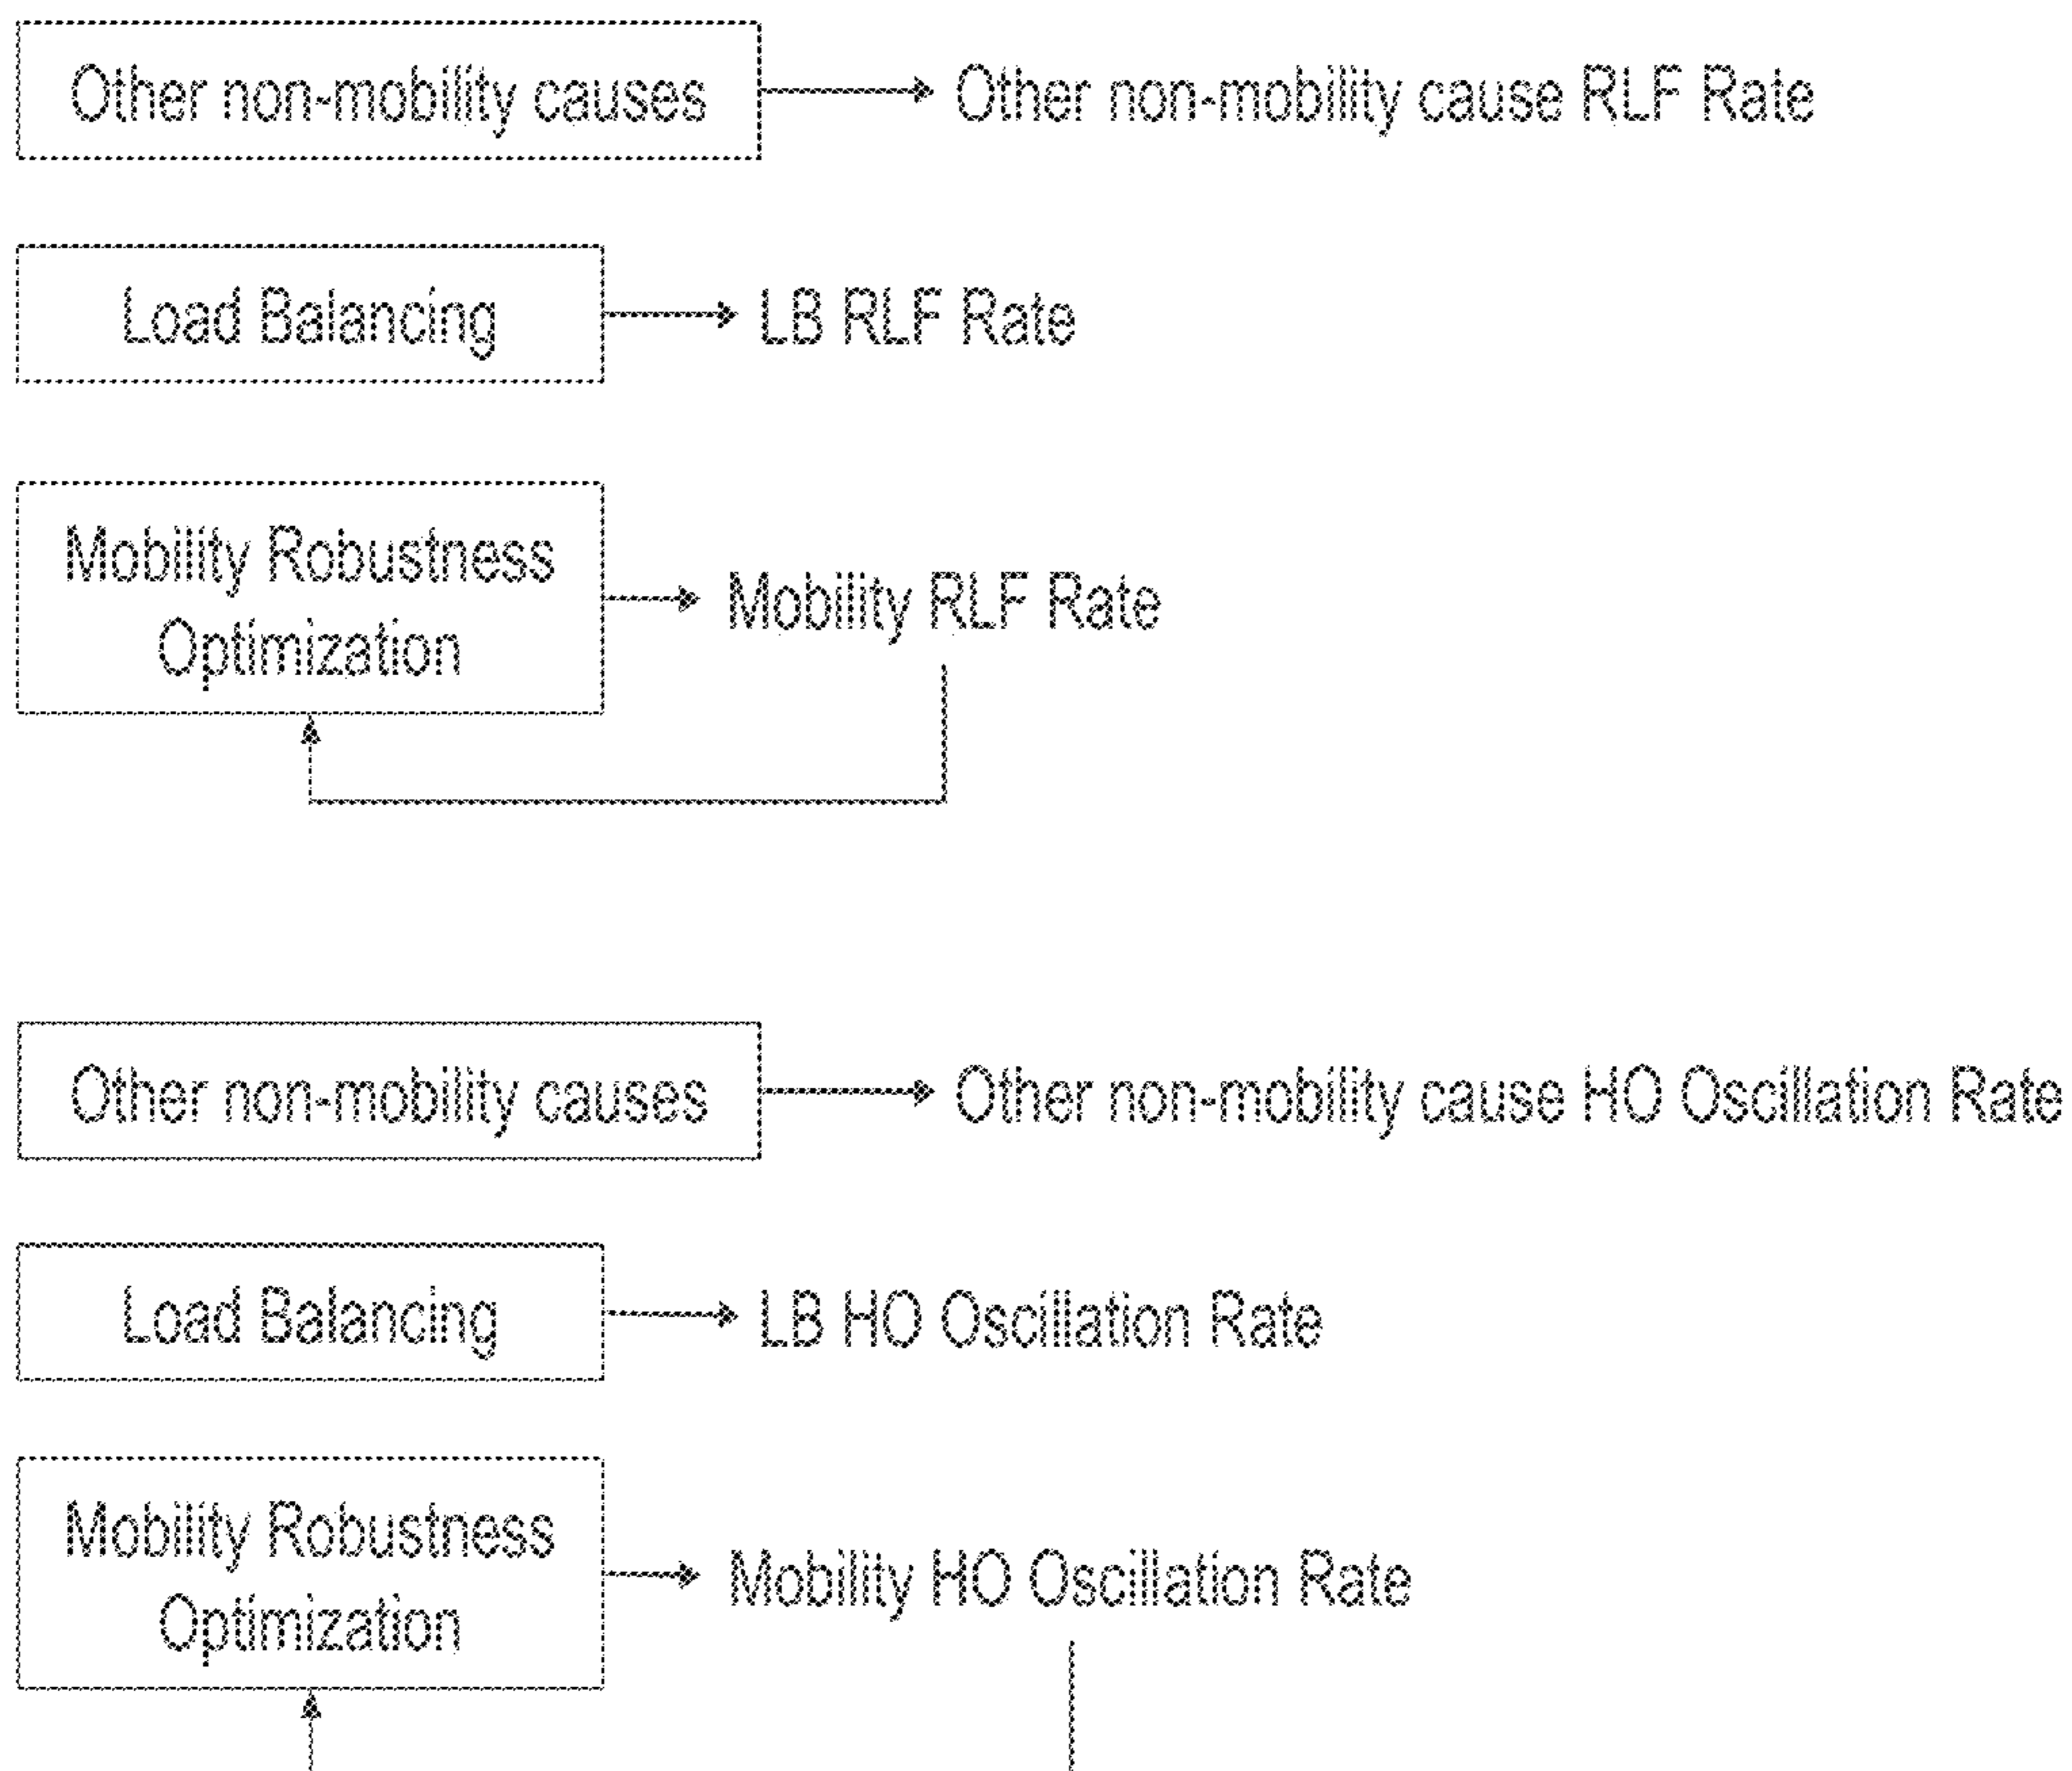 Other non-mobility causes
Other non-mobility cause RLF Rate
Load Balancing
LB RLF Rate
Mobility Robustness
Optimization
Mobility RLF Rate
Other non-mobility causes
Other non-mobility cause HO Oscillation Rate
Load Balancing
LB HO Oscillation Rate
Mobility Robustness
Optimization
Mobility HO Oscillation Rate